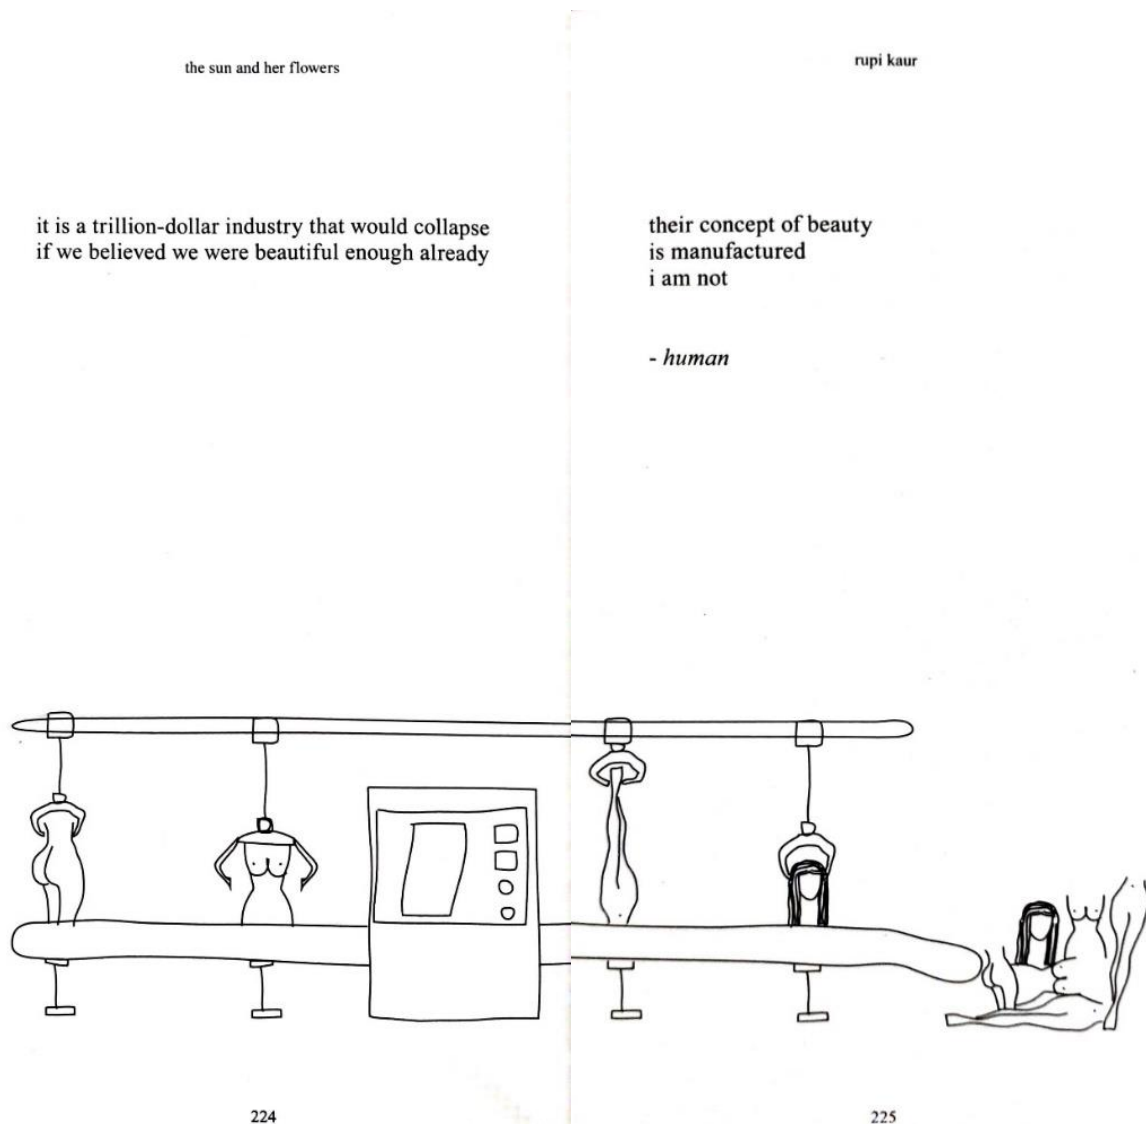 the sun and her flowers
it is a trillion-dollar industry that would collapse
if we believed we were beautiful enough already
224
rupi kaur
their concept of beauty
is manufactured
i am not
- human
225